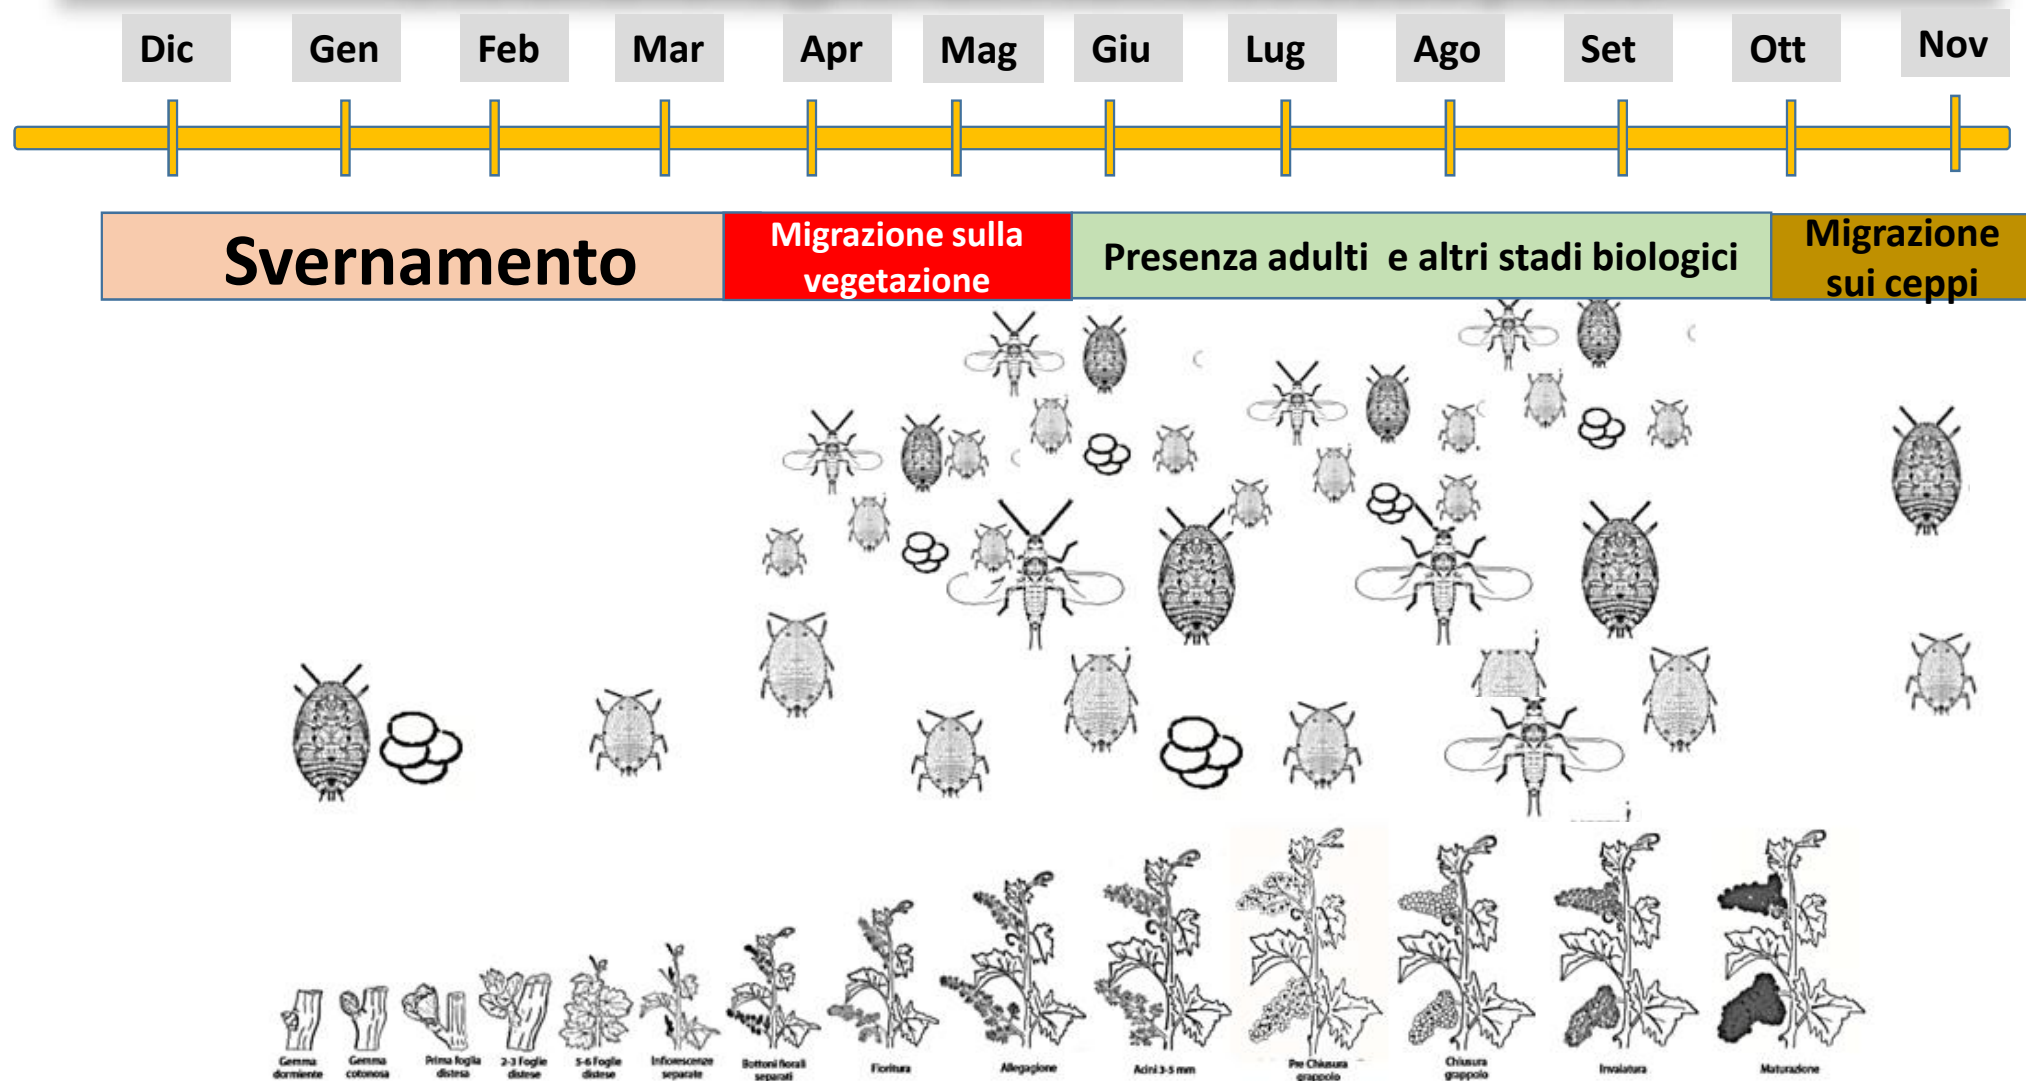 Dic Gen Feb Mar Apr Mag Giu Lug Ago Set Ott Nov
Svernamento
Migrazione sulla
vegetazione
Presenza adulti e altri stadi biologici
Migrazione
sui ceppi
Gemma
dormiente
Gemma
cotonosa
Prima foglia
distesa
2-3 Foglie
distese
5-6 Foglie
distese
Infiorescenze
separate
Bottoni fiorali
separati
Fioritura
Allegagione
Acini 3-5 mm
Pre Chiusura
grappolo
Chiusura
grappolo
Invaiatura
Maturazione